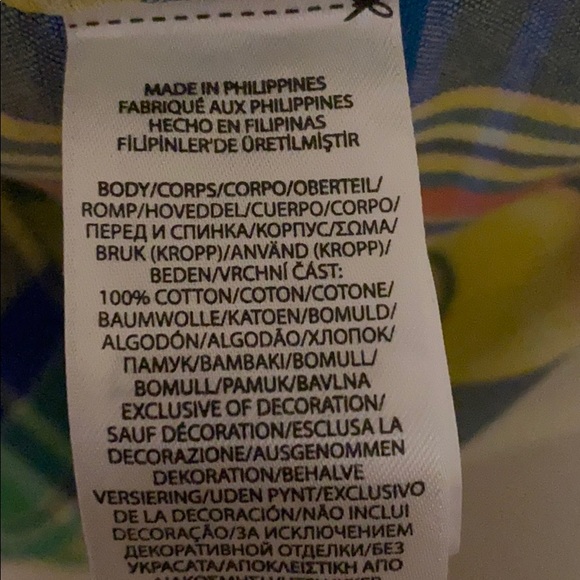 MADE IN PHILIPPINES
FABRIQUÉ AUX PHILIPPINES
HECHO EN FILIPINAS
FİLİPİNLER'DE ÜRETİLMİŞTİR
BODY/CORPS/CORPO/OBERTEIL/
ROMP/HOVEDDEL/CUERPO/CORPO/
ПЕРЕД И СПИНКА/КОРПУС/ΣΩΜΑ/
BRUK (KROPP)/ANVÄND (KROPP)/
BEDEN/VRCHNÍ ČÁST:
100% COTTON/COTON/COTONE/
BAUMWOLLE/KATOEN/BOMULD/
ALGODÓN/ALGODÃO/ХЛОПОК/
ПАМУК/ΒΑΜΒΑΚΙ/BOMULL/
BOMULL/PAMUK/BAVLNA
EXCLUSIVE OF DECORATION/
SAUF DÉCORATION/ESCLUSA LA
DECORAZIONE/AUSGENOMMEN
DEKORATION/BEHALVE
VERSIERING/UDEN PYNT/EXCLUSIVO
DE LA DECORACIÓN/NÃO INCLUI
DECORAÇÃO/ЗА ИСКЛЮЧЕНИЕМ
ДЕКОРАТИВНОЙ ОТДЕЛКИ/БЕЗ
УКРАСАТА/ΑΠΟΚΛΕΙΣΤΙΚΗ ΑΠΟ